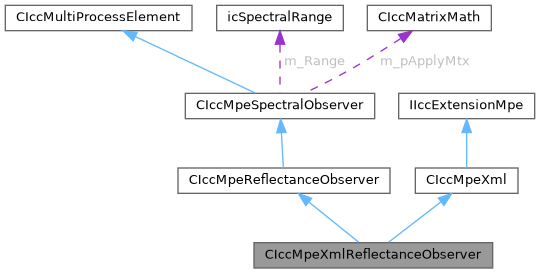 CIccMultiProcessElement
icSpectralRange
CIccMatrixMath
m_Range
m_pApplyMtx
CIccMpeSpectralObserver
IIccExtensionMpe
CIccMpeReflectanceObserver
CIccMpeXml
CIccMpeXmlReflectanceObserver